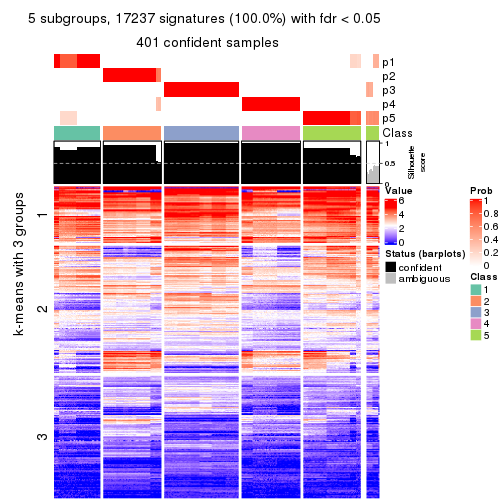 5 subgroups, 17237 signatures (100.0%) with fdr < 0.05
401 confident samples
p1
p2
p3
p4
p5
Class
1
0.5
0
Silhouette
score
k-means with 3 groups
1
2
3
Value
6
4
2
0
Status (barplots)
confident
ambiguous
Prob
1
0.8
0.6
0.4
0.2
0
Class
1
2
3
4
5